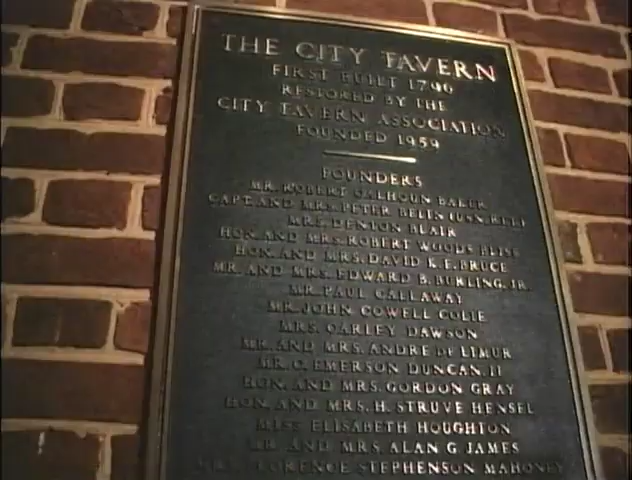 THE CITY TAVERN
FIRST BUILT 1796
RESTORED BY THE
CITY TAVERN ASSOCIATION
FOUNDED 1959
FOUNDERS
MR. ROBERT CALHOUN BAKER
CAPT. AND MRS. PETER BELIN (USN. RET.)
MRS. DENTON BLAIR
HON. AND MRS. ROBERT WOODS BLISS
HON. AND MRS. DAVID K. E. BRUCE
MR. AND MRS. EDWARD B. BURLING, JR.
MR. PAUL CALLAWAY
MR. JOHN COWELL COLIE
MRS. CARLEY DAWSON
MR. AND MRS. ANDRE DE LIMUR
MR. C. EMERSON DUNCAN, II
HON. AND MRS. GORDON GRAY
HON. AND MRS. H. STRUVE HENSEL
MISS ELISABETH HOUGHTON
MR. AND MRS. ALAN G. JAMES
STEPHENSON MAHONEY